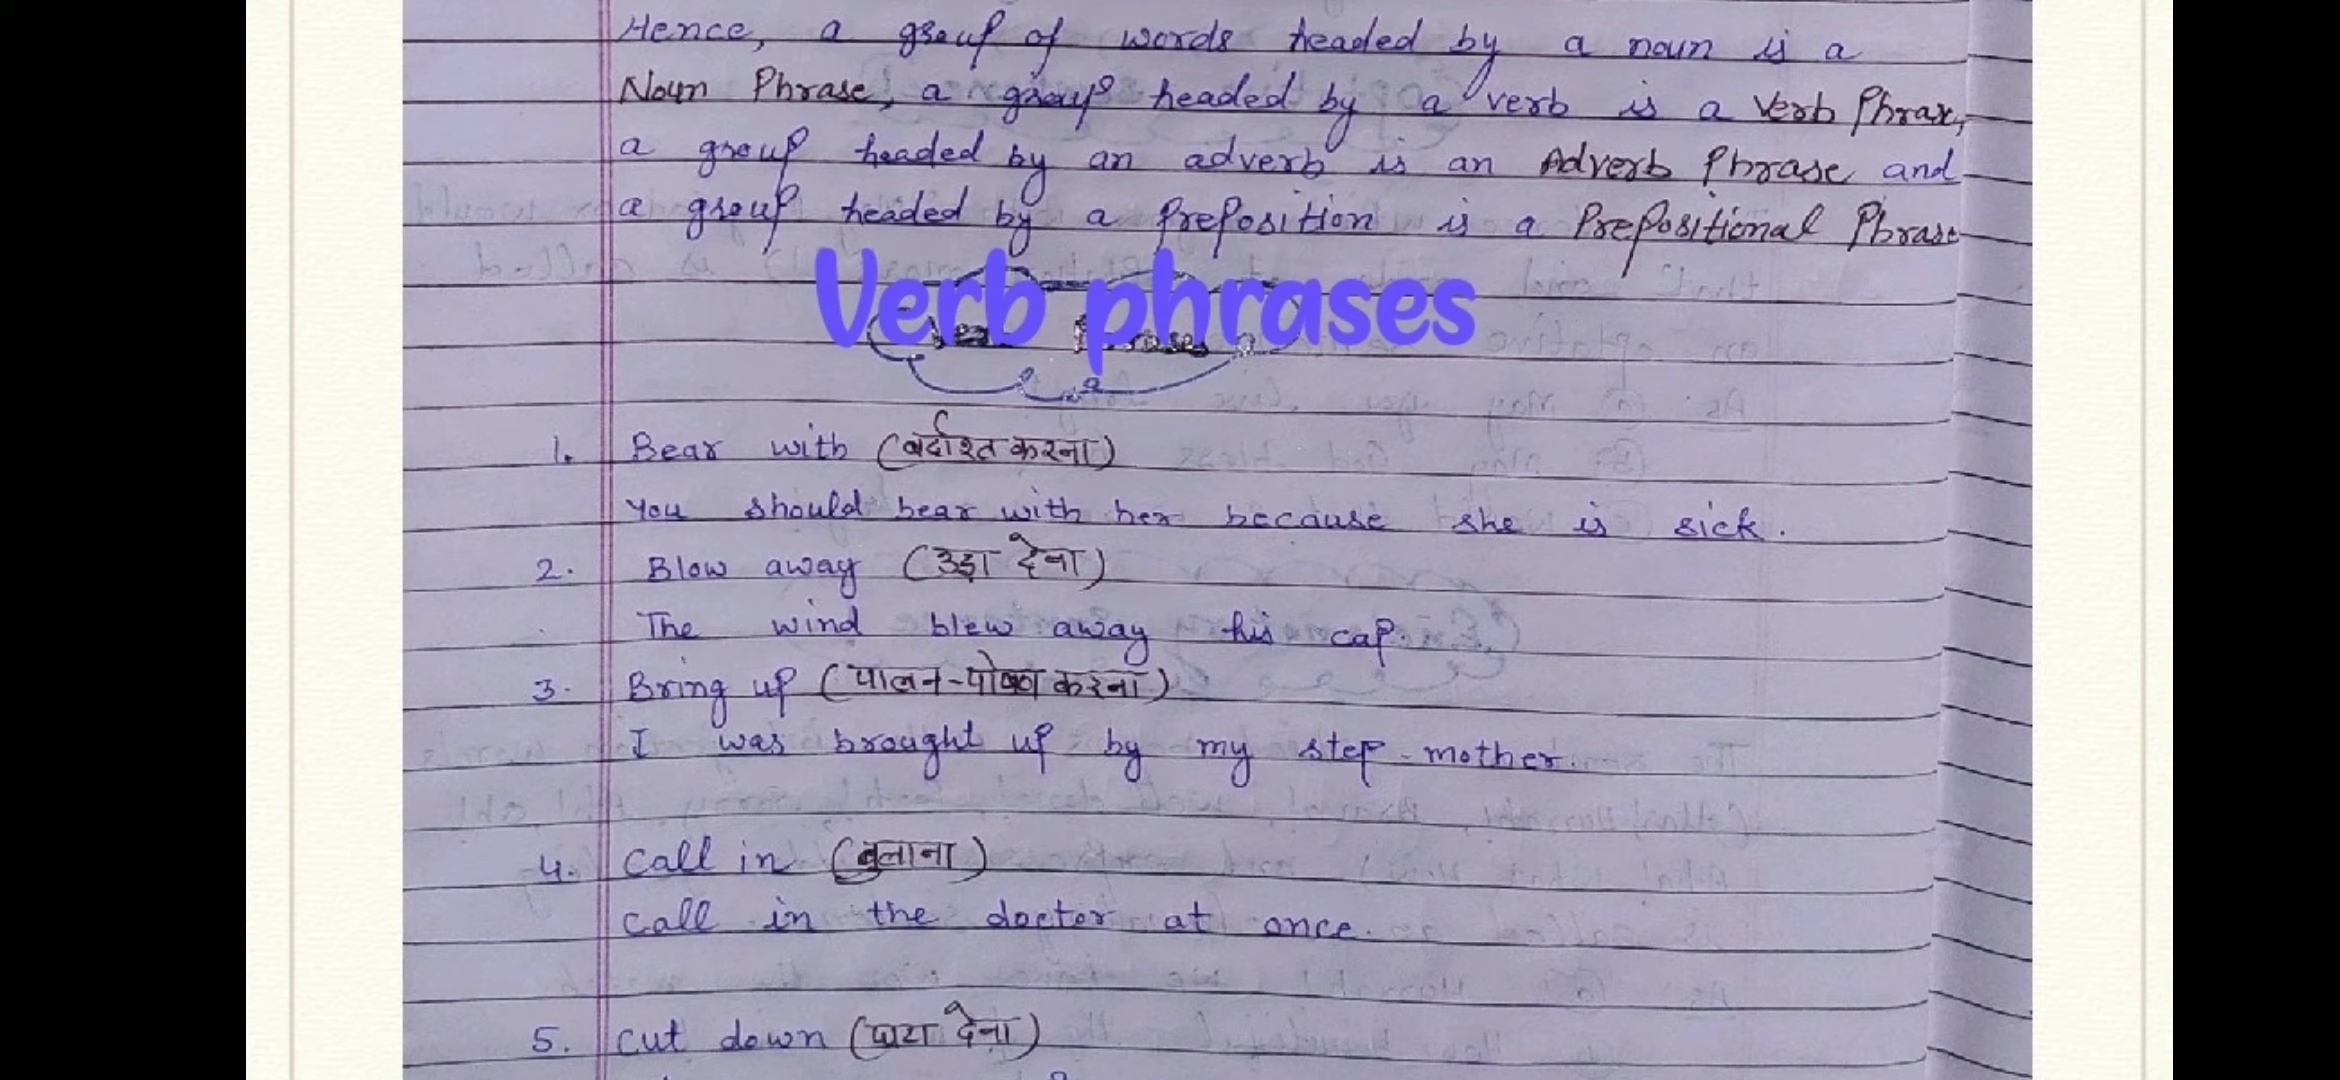 Hence, a group of words headed by a noun is a
Noun Phrase, a group headed by a verb is a Verb Phrase,
a group headed by an adverb is an Adverb Phrase and
a group headed by a preposition is a Prepositional Phrase
Verb phrases
1. Bear with (बर्दाश्त करना)
You should bear with her because she is sick.
2. Blow away (उड़ा देना)
The wind blew away his cap.
3. Bring up (पालन-पोषण करना)
I was brought up by my step-mother.
4. Call in (बुलाना)
Call in the doctor at once.
5. Cut down (घटा देना)